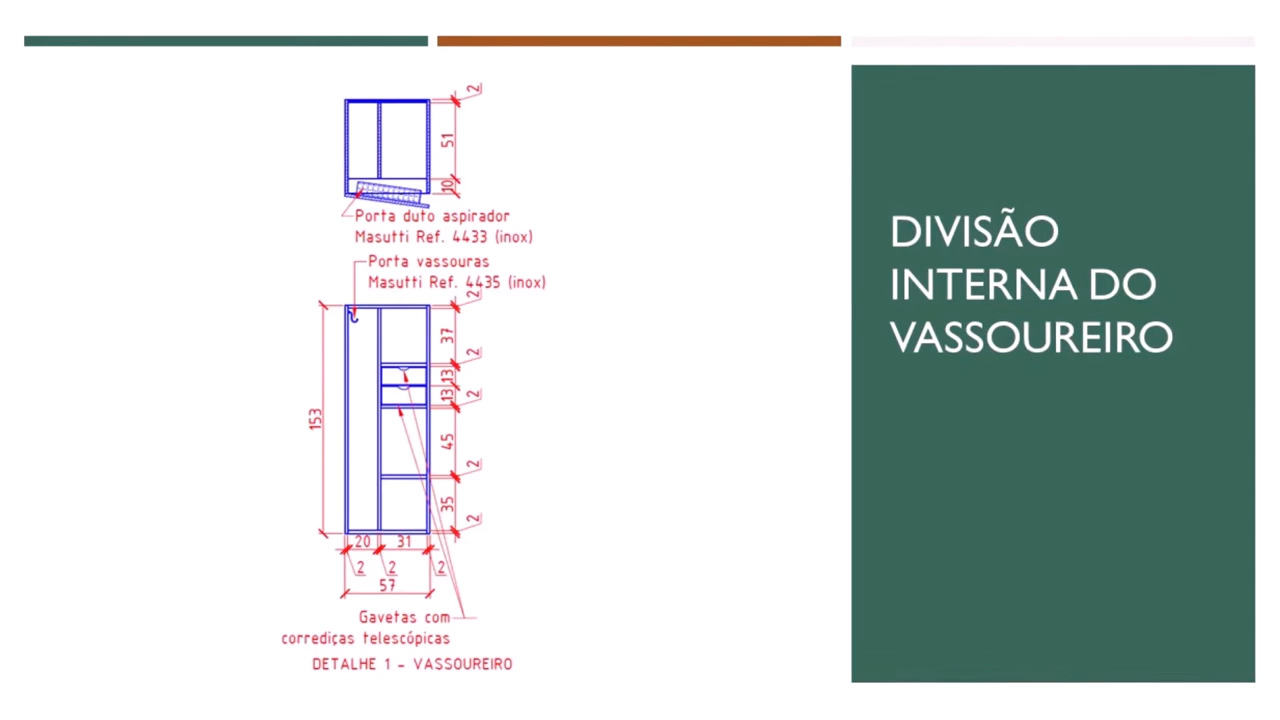 2
51
10
Porta duto aspirador
Masutti Ref. 4433 (inox)
Porta vassouras
Masutti Ref. 4435 (inox)
2
37
2
13
13
2
153
45
2
35
2
20 31
2 2 2
57
Gavetas com
corrediças telescópicas
DETALHE 1 - VASSOUREIRO
DIVISÃO
INTERNA DO
VASSOUREIRO